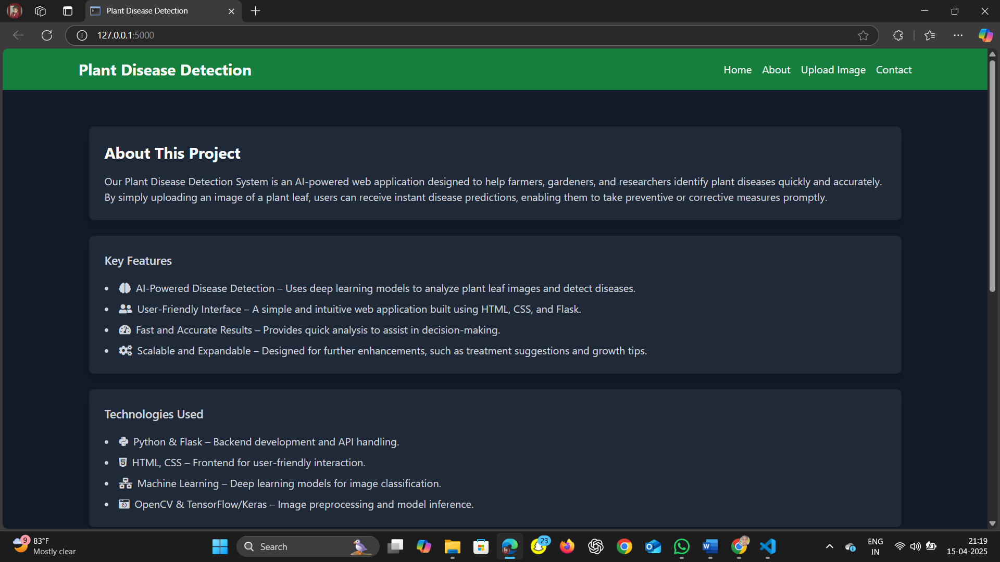 Plant Disease Detection
127.0.0.1:5000
Plant Disease Detection
Home About Upload Image Contact
About This Project
Our Plant Disease Detection System is an AI-powered web application designed to help farmers, gardeners, and researchers identify plant diseases quickly and accurately.
By simply uploading an image of a plant leaf, users can receive instant disease predictions, enabling them to take preventive or corrective measures promptly.
Key Features
AI-Powered Disease Detection – Uses deep learning models to analyze plant leaf images and detect diseases.
User-Friendly Interface – A simple and intuitive web application built using HTML, CSS, and Flask.
Fast and Accurate Results – Provides quick analysis to assist in decision-making.
Scalable and Expandable – Designed for further enhancements, such as treatment suggestions and growth tips.
Technologies Used
Python & Flask – Backend development and API handling.
HTML, CSS – Frontend for user-friendly interaction.
Machine Learning – Deep learning models for image classification.
OpenCV & TensorFlow/Keras – Image preprocessing and model inference.
9
83°F
Mostly clear
Search
23
ENG
IN
21:19
15-04-2025